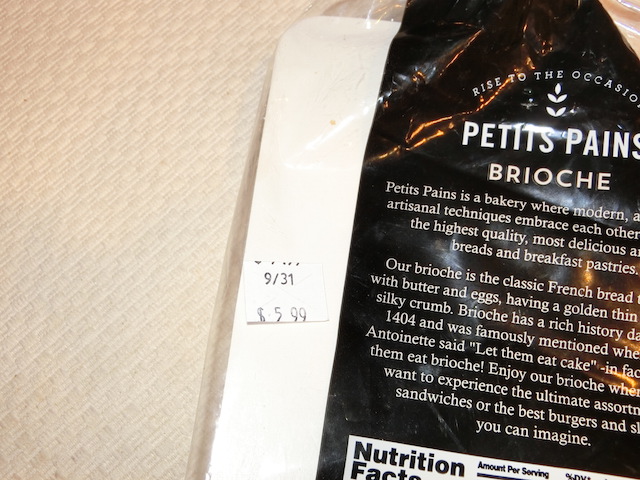 RISE TO THE OCCASIO
PETITS PAINS
BRIOCHE
Petits Pains is a bakery where modern, a
artisanal techniques embrace each other
the highest quality, most delicious ar
breads and breakfast pastries.
Our brioche is the classic French bread
with butter and eggs, having a golden thin
silky crumb. Brioche has a rich history da
1404 and was famously mentioned whe
Antoinette said "Let them eat cake" -in fac
them eat brioche! Enjoy our brioche when
want to experience the ultimate assortm
sandwiches or the best burgers and sl
you can imagine.
9/31
$ 5.99
Nutrition
Facts
Amount Per Serving
%DV*